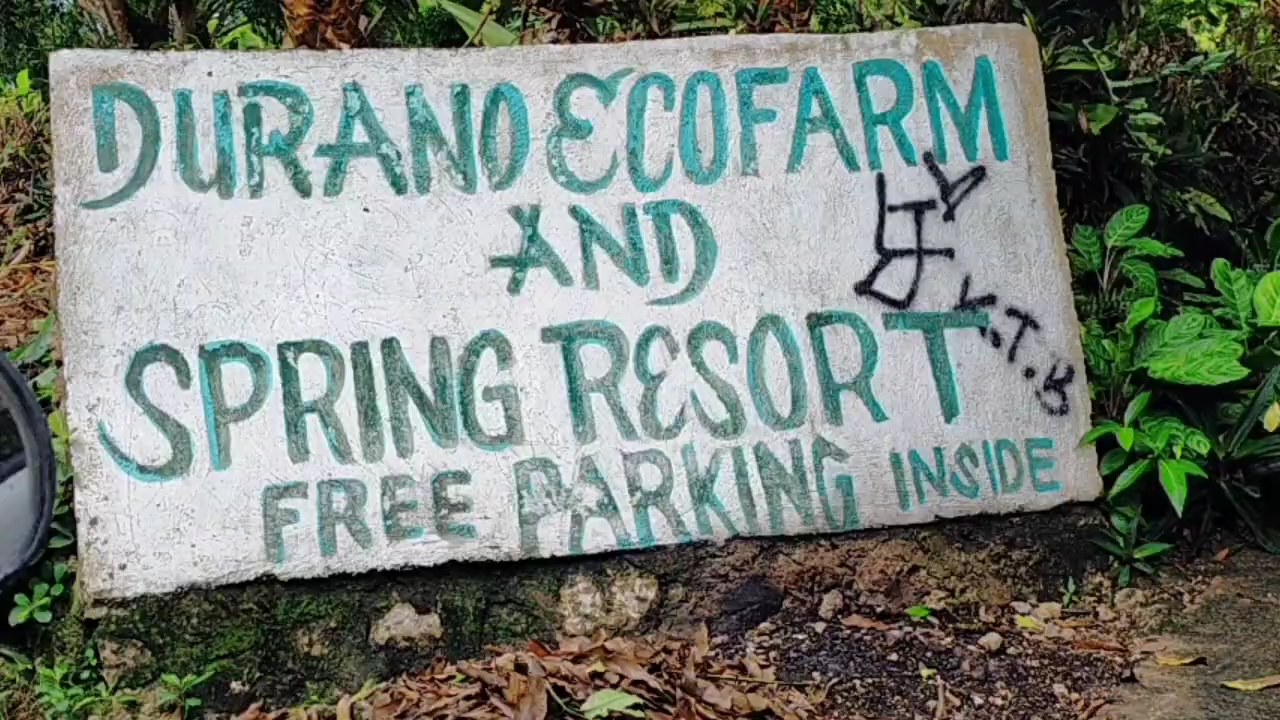 DURANO ECOFARM
AND
SPRING RESORT
FREE PARKING INSIDE
V.T.B